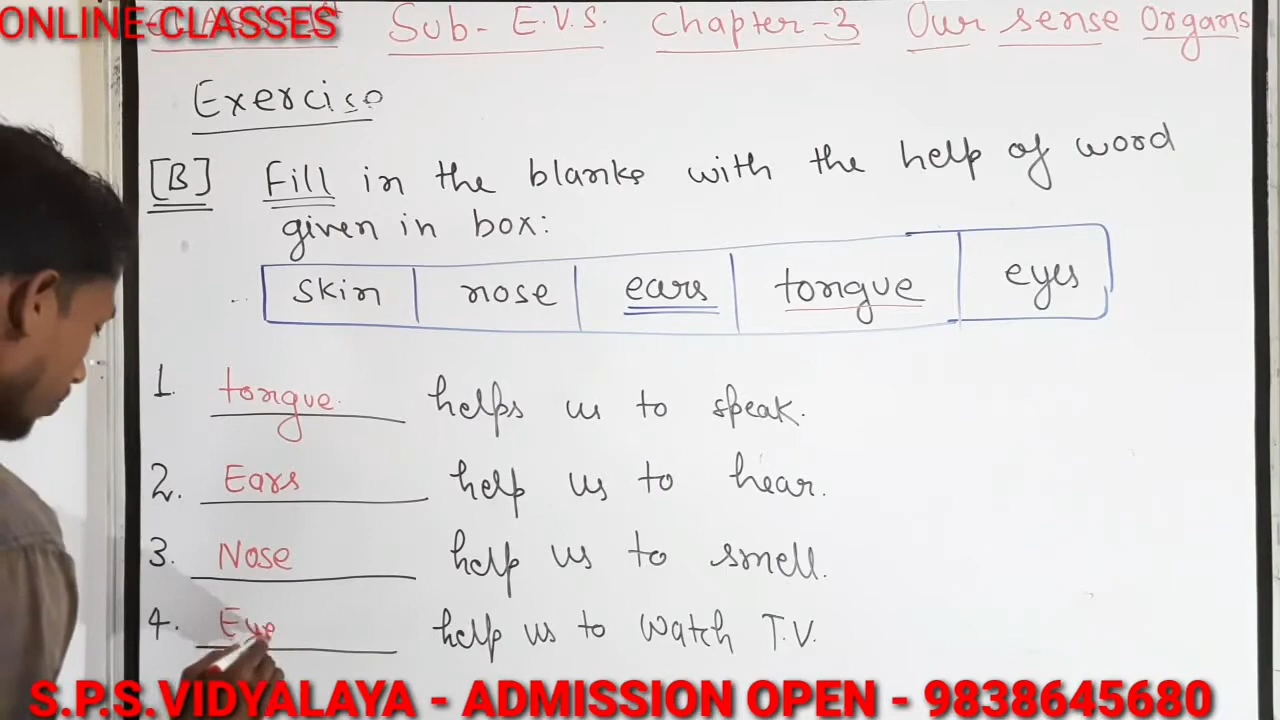 ONLINE CLASSES Sub- E.V.S. Chapter-3 Our sense Organs
Exercise
[B] Fill in the blanks with the help of word
given in box:
skin nose ears tongue eyes
1. tongue helps us to speak.
2. Ears help us to hear.
3. Nose help us to smell.
4. Eye help us to watch T.V.
S.P.S.VIDYALAYA - ADMISSION OPEN - 9838645680